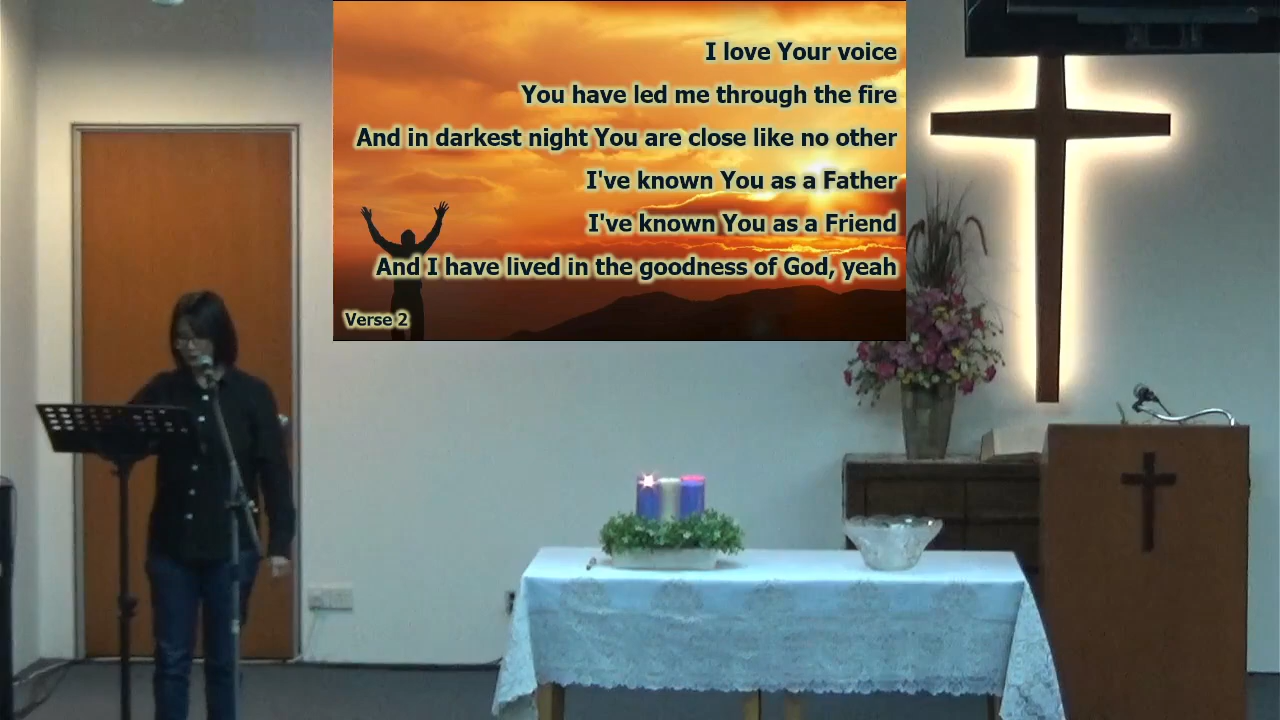 I love Your voice
You have led me through the fire
And in darkest night You are close like no other
I've known You as a Father
I've known You as a Friend
And I have lived in the goodness of God, yeah
Verse 2